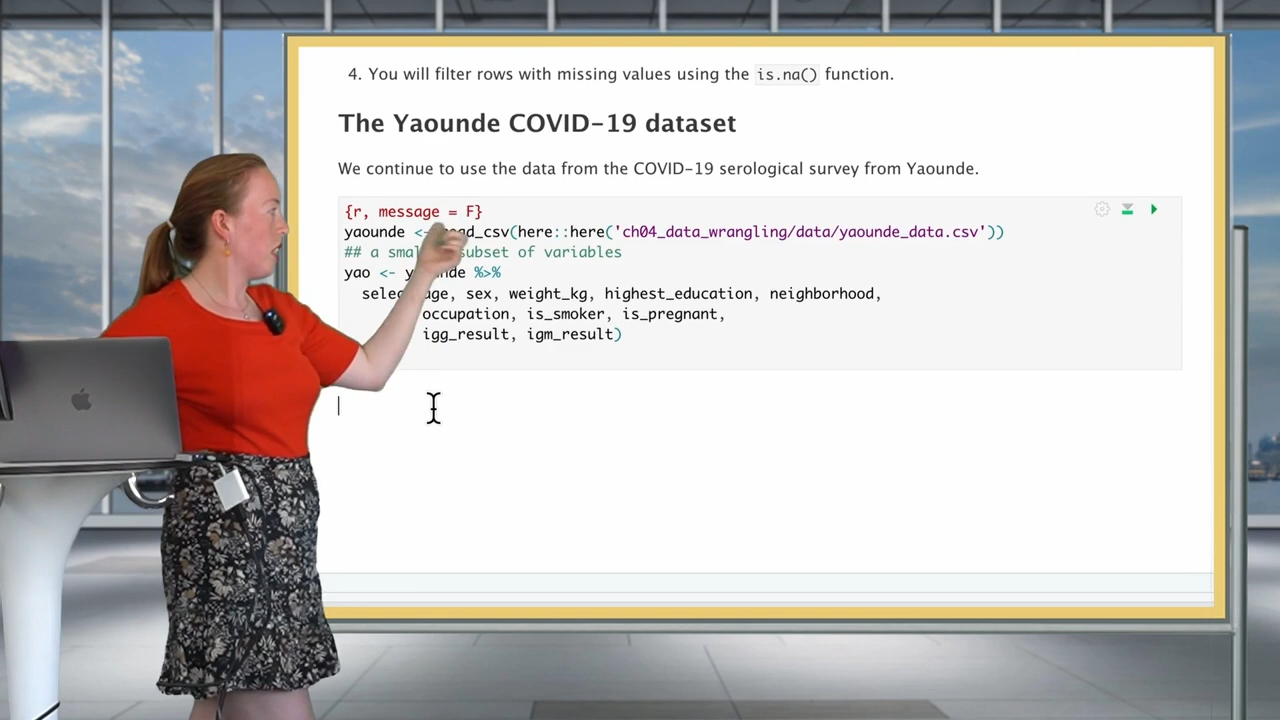 4. You will filter rows with missing values using the is.na() function.
The Yaounde COVID-19 dataset
We continue to use the data from the COVID-19 serological survey from Yaounde.
{r, message = F}
yaounde <- _csv(here::here('ch04_data_wrangling/data/yaounde_data.csv'))
## a subset of variables
yao <- %>%
age, sex, weight_kg, highest_education, neighborhood,
occupation, is_smoker, is_pregnant,
igg_result, igm_result)